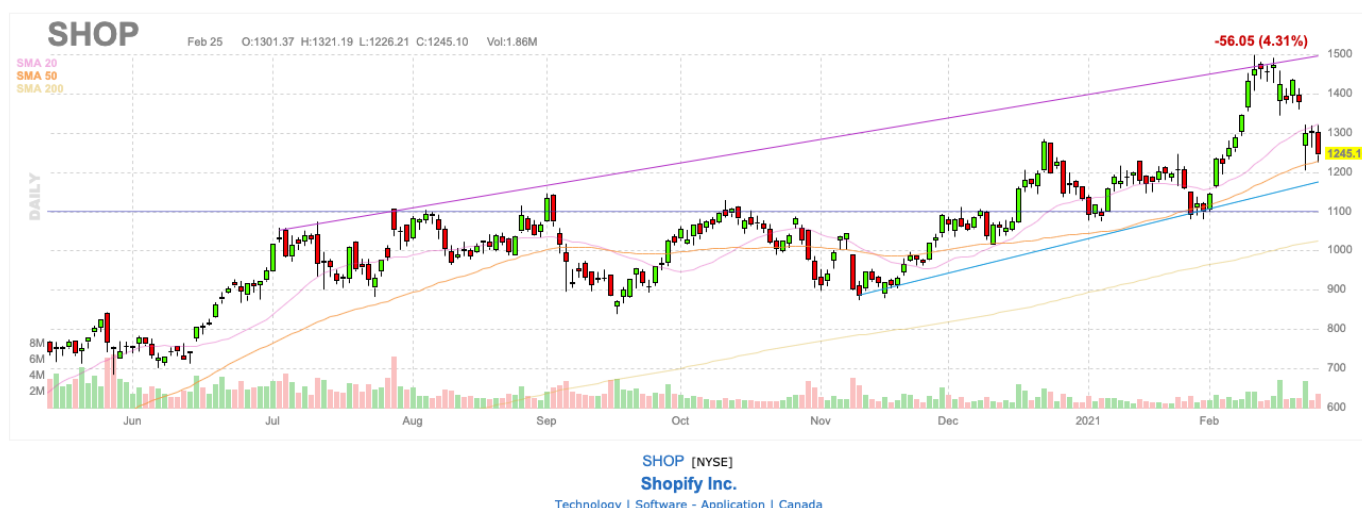 SHOP Feb 25 O:1301.37 H:1321.19 L:1226.21 C:1245.10 Vol:1.86M
-56.05 (4.31%)
SMA 20
SMA 50
SMA 200
DAILY
1500
1400
1300
1245.1
1200
1100
1000
900
800
700
600
8M
6M
4M
2M
Jun Jul Aug Sep Oct Nov Dec 2021 Feb
SHOP [NYSE]
Shopify Inc.
Technology | Software - Application | Canada